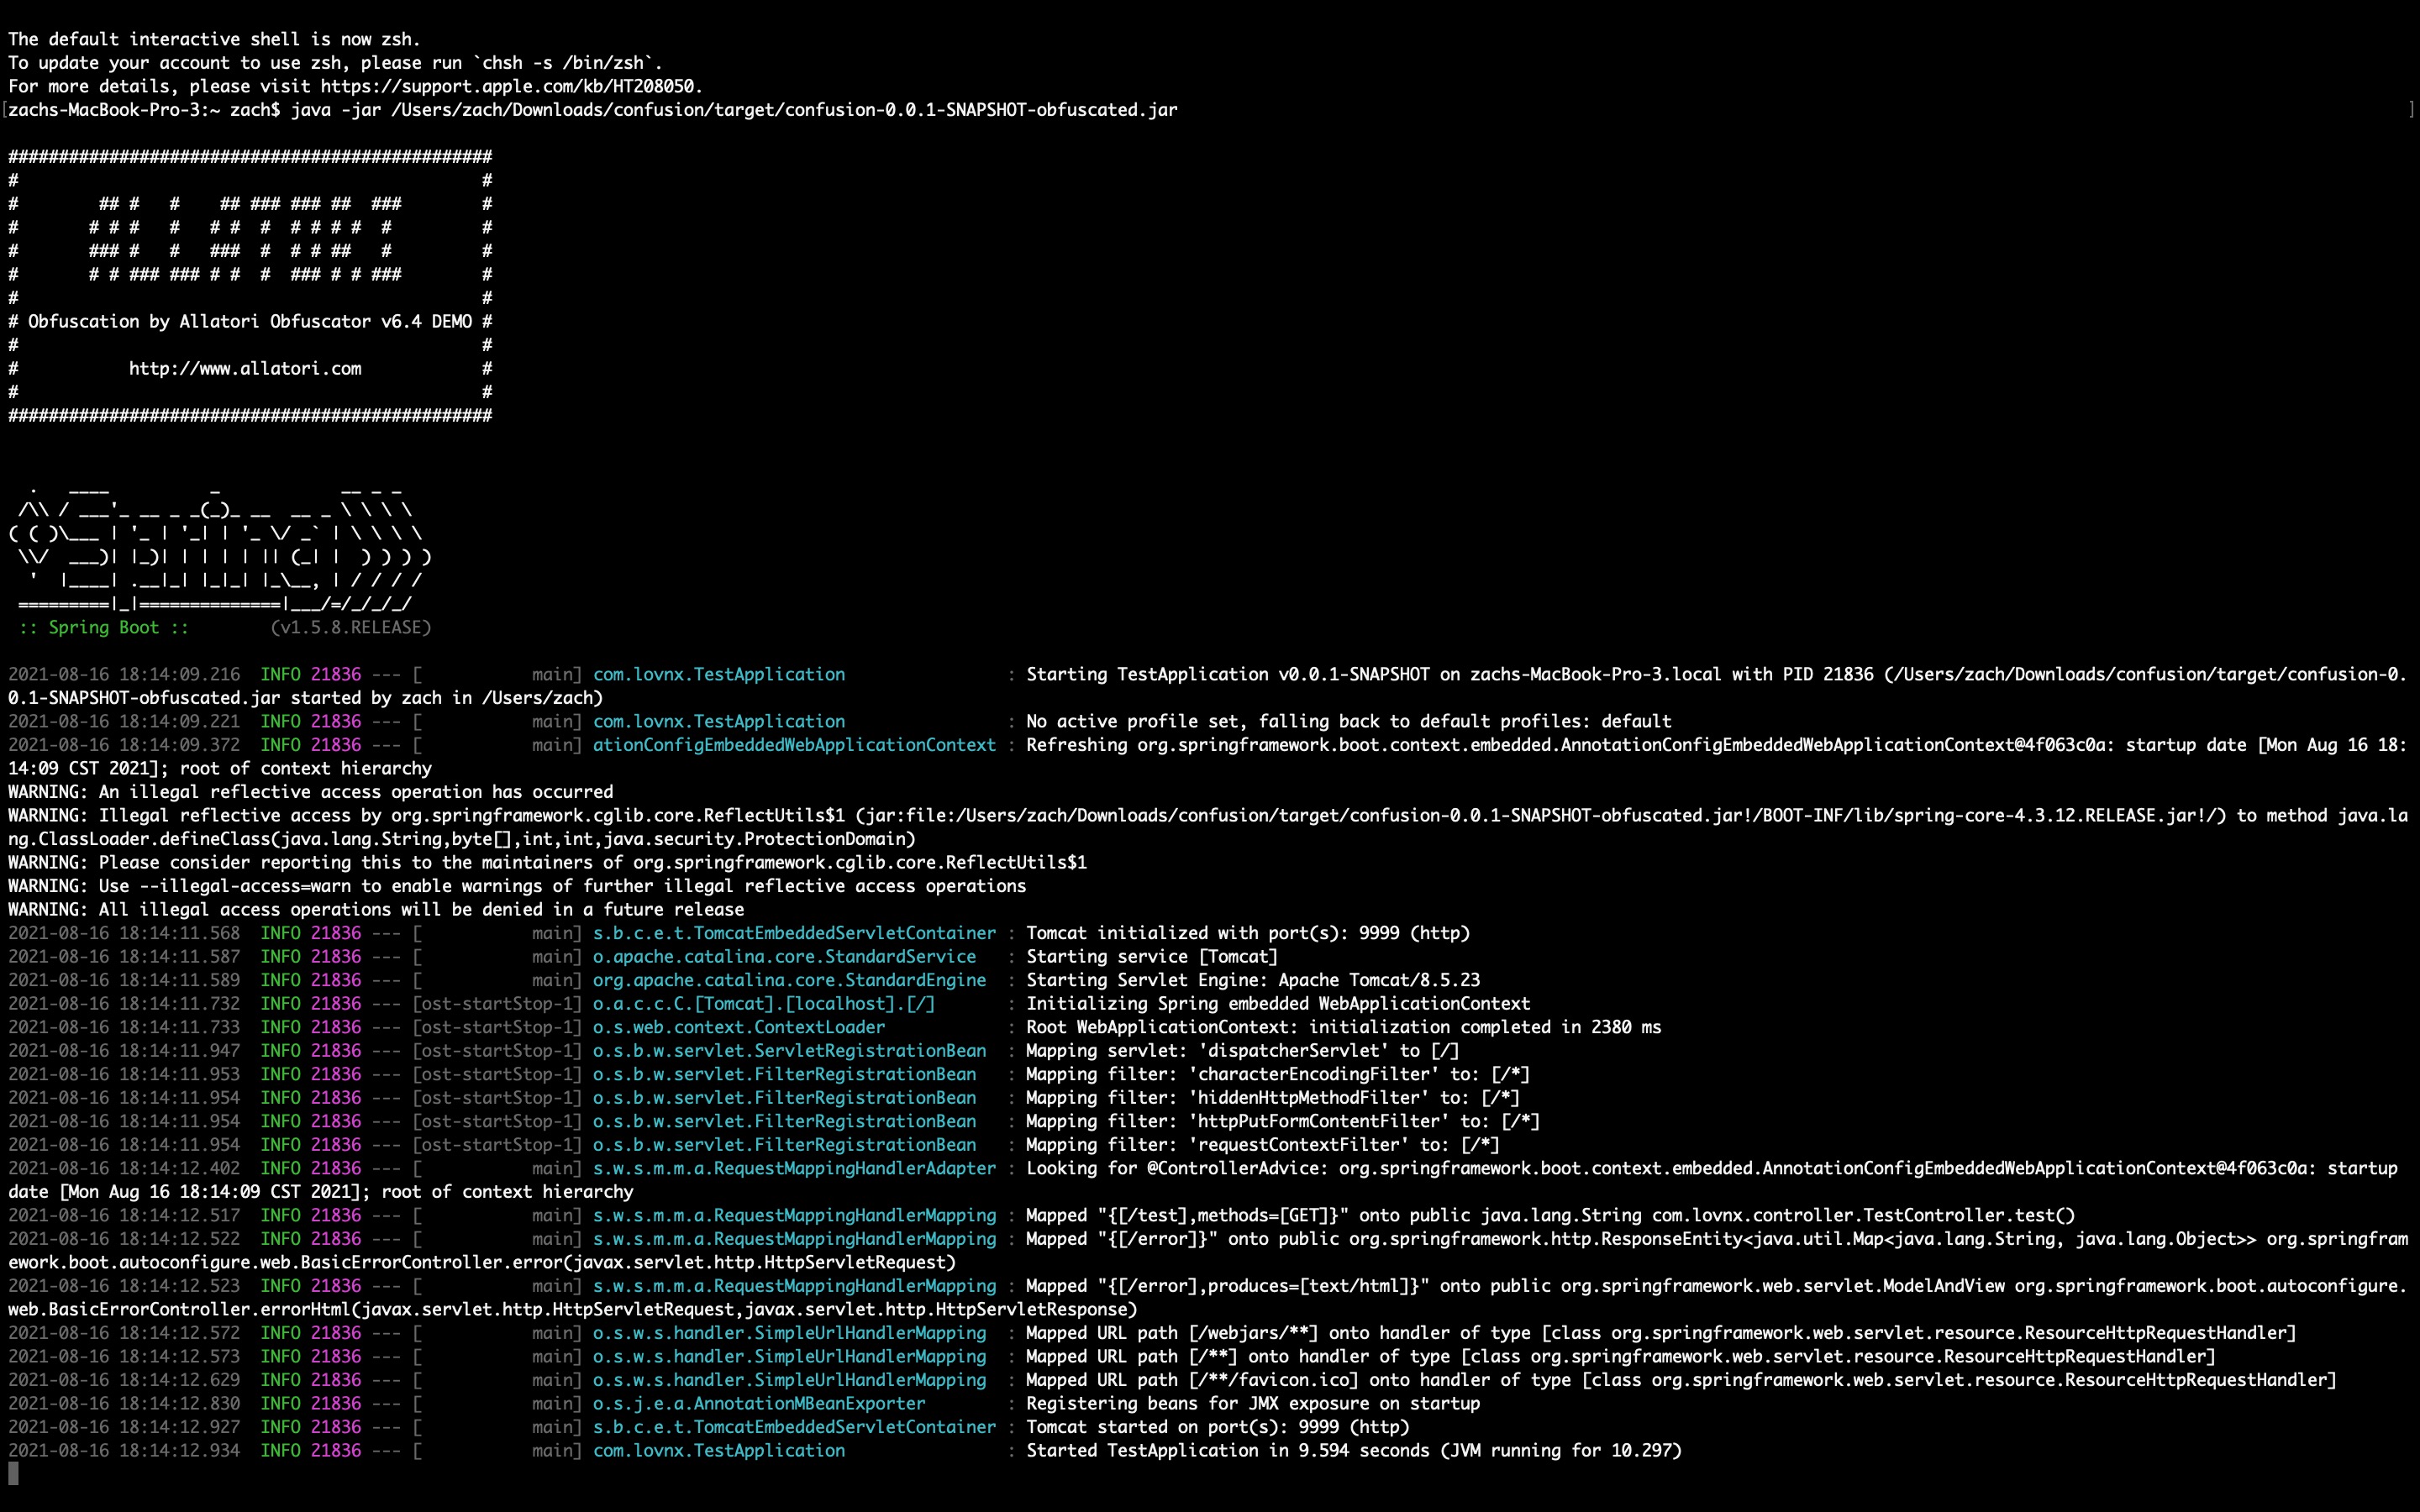 The default interactive shell is now zsh.
To update your account to use zsh, please run `chsh -s /bin/zsh`.
For more details, please visit https://support.apple.com/kb/HT208050.
[zachs-MacBook-Pro-3:~ zach$ java -jar /Users/zach/Downloads/confusion/target/confusion-0.0.1-SNAPSHOT-obfuscated.jar ]
################################################
#                                              #
#        ## #   #    ## ### ### ##  ###        #
#       # # #   #   # #  #  # # # #  #         #
#       ### #   #   ###  #  # # ##   #         #
#       # # ### ### # #  #  ### # # ###        #
#                                              #
# Obfuscation by Allatori Obfuscator v6.4 DEMO #
#                                              #
#           http://www.allatori.com            #
#                                              #
################################################
  .   ____          _            __ _ _
 /\\ / ___'_ __ _ _(_)_ __  __ _ \ \ \ \
( ( )\___ | '_ | '_| | '_ \/ _` | \ \ \ \
 \\/  ___)| |_)| | | | | || (_| |  ) ) ) )
  '  |____| .__|_| |_|_| |_\__, | / / / /
 =========|_|==============|___/=/_/_/_/
 :: Spring Boot ::        (v1.5.8.RELEASE)
2021-08-16 18:14:09.216  INFO 21836 --- [           main] com.lovnx.TestApplication                : Starting TestApplication v0.0.1-SNAPSHOT on zachs-MacBook-Pro-3.local with PID 21836 (/Users/zach/Downloads/confusion/target/confusion-0.
0.1-SNAPSHOT-obfuscated.jar started by zach in /Users/zach)
2021-08-16 18:14:09.221  INFO 21836 --- [           main] com.lovnx.TestApplication                : No active profile set, falling back to default profiles: default
2021-08-16 18:14:09.372  INFO 21836 --- [           main] ationConfigEmbeddedWebApplicationContext : Refreshing org.springframework.boot.context.embedded.AnnotationConfigEmbeddedWebApplicationContext@4f063c0a: startup date [Mon Aug 16 18:
14:09 CST 2021]; root of context hierarchy
WARNING: An illegal reflective access operation has occurred
WARNING: Illegal reflective access by org.springframework.cglib.core.ReflectUtils$1 (jar:file:/Users/zach/Downloads/confusion/target/confusion-0.0.1-SNAPSHOT-obfuscated.jar!/BOOT-INF/lib/spring-core-4.3.12.RELEASE.jar!/) to method java.la
ng.ClassLoader.defineClass(java.lang.String,byte[],int,int,java.security.ProtectionDomain)
WARNING: Please consider reporting this to the maintainers of org.springframework.cglib.core.ReflectUtils$1
WARNING: Use --illegal-access=warn to enable warnings of further illegal reflective access operations
WARNING: All illegal access operations will be denied in a future release
2021-08-16 18:14:11.568  INFO 21836 --- [           main] s.b.c.e.t.TomcatEmbeddedServletContainer : Tomcat initialized with port(s): 9999 (http)
2021-08-16 18:14:11.587  INFO 21836 --- [           main] o.apache.catalina.core.StandardService   : Starting service [Tomcat]
2021-08-16 18:14:11.589  INFO 21836 --- [           main] org.apache.catalina.core.StandardEngine  : Starting Servlet Engine: Apache Tomcat/8.5.23
2021-08-16 18:14:11.732  INFO 21836 --- [ost-startStop-1] o.a.c.c.C.[Tomcat].[localhost].[/]       : Initializing Spring embedded WebApplicationContext
2021-08-16 18:14:11.733  INFO 21836 --- [ost-startStop-1] o.s.web.context.ContextLoader            : Root WebApplicationContext: initialization completed in 2380 ms
2021-08-16 18:14:11.947  INFO 21836 --- [ost-startStop-1] o.s.b.w.servlet.ServletRegistrationBean  : Mapping servlet: 'dispatcherServlet' to [/]
2021-08-16 18:14:11.953  INFO 21836 --- [ost-startStop-1] o.s.b.w.servlet.FilterRegistrationBean   : Mapping filter: 'characterEncodingFilter' to: [/*]
2021-08-16 18:14:11.954  INFO 21836 --- [ost-startStop-1] o.s.b.w.servlet.FilterRegistrationBean   : Mapping filter: 'hiddenHttpMethodFilter' to: [/*]
2021-08-16 18:14:11.954  INFO 21836 --- [ost-startStop-1] o.s.b.w.servlet.FilterRegistrationBean   : Mapping filter: 'httpPutFormContentFilter' to: [/*]
2021-08-16 18:14:11.954  INFO 21836 --- [ost-startStop-1] o.s.b.w.servlet.FilterRegistrationBean   : Mapping filter: 'requestContextFilter' to: [/*]
2021-08-16 18:14:12.402  INFO 21836 --- [           main] s.w.s.m.m.a.RequestMappingHandlerAdapter : Looking for @ControllerAdvice: org.springframework.boot.context.embedded.AnnotationConfigEmbeddedWebApplicationContext@4f063c0a: startup
date [Mon Aug 16 18:14:09 CST 2021]; root of context hierarchy
2021-08-16 18:14:12.517  INFO 21836 --- [           main] s.w.s.m.m.a.RequestMappingHandlerMapping : Mapped "{[/test],methods=[GET]}" onto public java.lang.String com.lovnx.controller.TestController.test()
2021-08-16 18:14:12.522  INFO 21836 --- [           main] s.w.s.m.m.a.RequestMappingHandlerMapping : Mapped "{[/error]}" onto public org.springframework.http.ResponseEntity<java.util.Map<java.lang.String, java.lang.Object>> org.springfram
ework.boot.autoconfigure.web.BasicErrorController.error(javax.servlet.http.HttpServletRequest)
2021-08-16 18:14:12.523  INFO 21836 --- [           main] s.w.s.m.m.a.RequestMappingHandlerMapping : Mapped "{[/error],produces=[text/html]}" onto public org.springframework.web.servlet.ModelAndView org.springframework.boot.autoconfigure.
web.BasicErrorController.errorHtml(javax.servlet.http.HttpServletRequest,javax.servlet.http.HttpServletResponse)
2021-08-16 18:14:12.572  INFO 21836 --- [           main] o.s.w.s.handler.SimpleUrlHandlerMapping  : Mapped URL path [/webjars/**] onto handler of type [class org.springframework.web.servlet.resource.ResourceHttpRequestHandler]
2021-08-16 18:14:12.573  INFO 21836 --- [           main] o.s.w.s.handler.SimpleUrlHandlerMapping  : Mapped URL path [/**] onto handler of type [class org.springframework.web.servlet.resource.ResourceHttpRequestHandler]
2021-08-16 18:14:12.629  INFO 21836 --- [           main] o.s.w.s.handler.SimpleUrlHandlerMapping  : Mapped URL path [/**/favicon.ico] onto handler of type [class org.springframework.web.servlet.resource.ResourceHttpRequestHandler]
2021-08-16 18:14:12.830  INFO 21836 --- [           main] o.s.j.e.a.AnnotationMBeanExporter        : Registering beans for JMX exposure on startup
2021-08-16 18:14:12.927  INFO 21836 --- [           main] s.b.c.e.t.TomcatEmbeddedServletContainer : Tomcat started on port(s): 9999 (http)
2021-08-16 18:14:12.934  INFO 21836 --- [           main] com.lovnx.TestApplication                : Started TestApplication in 9.594 seconds (JVM running for 10.297)